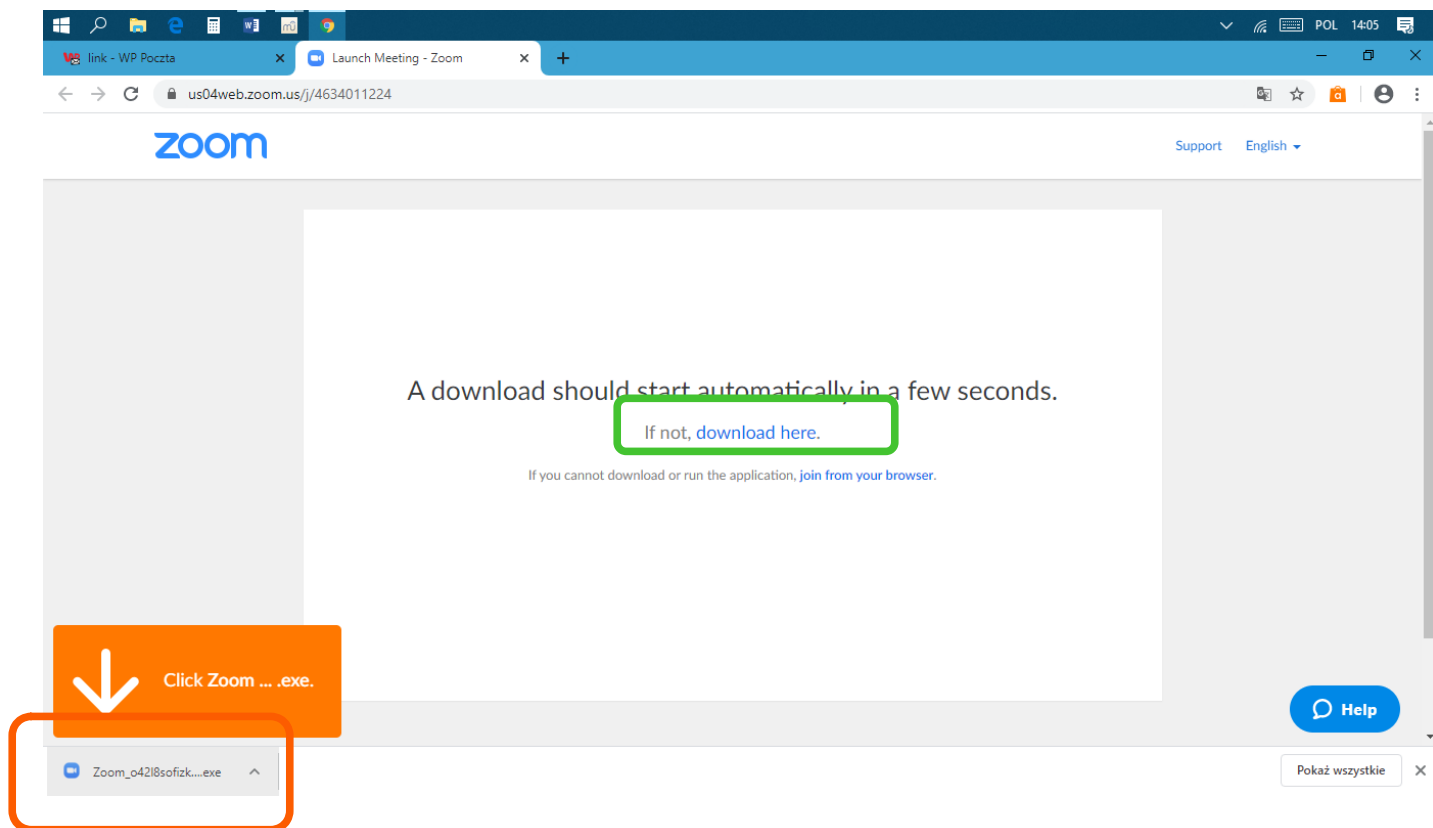 POL 14:05
link - WP Poczta
Launch Meeting - Zoom
us04web.zoom.us/j/4634011224
zoom
Support English
A download should start automatically in a few seconds.
If not, download here.
If you cannot download or run the application, join from your browser.
Click Zoom ... .exe.
Help
Zoom_o42l8sofizk....exe
Pokaż wszystkie